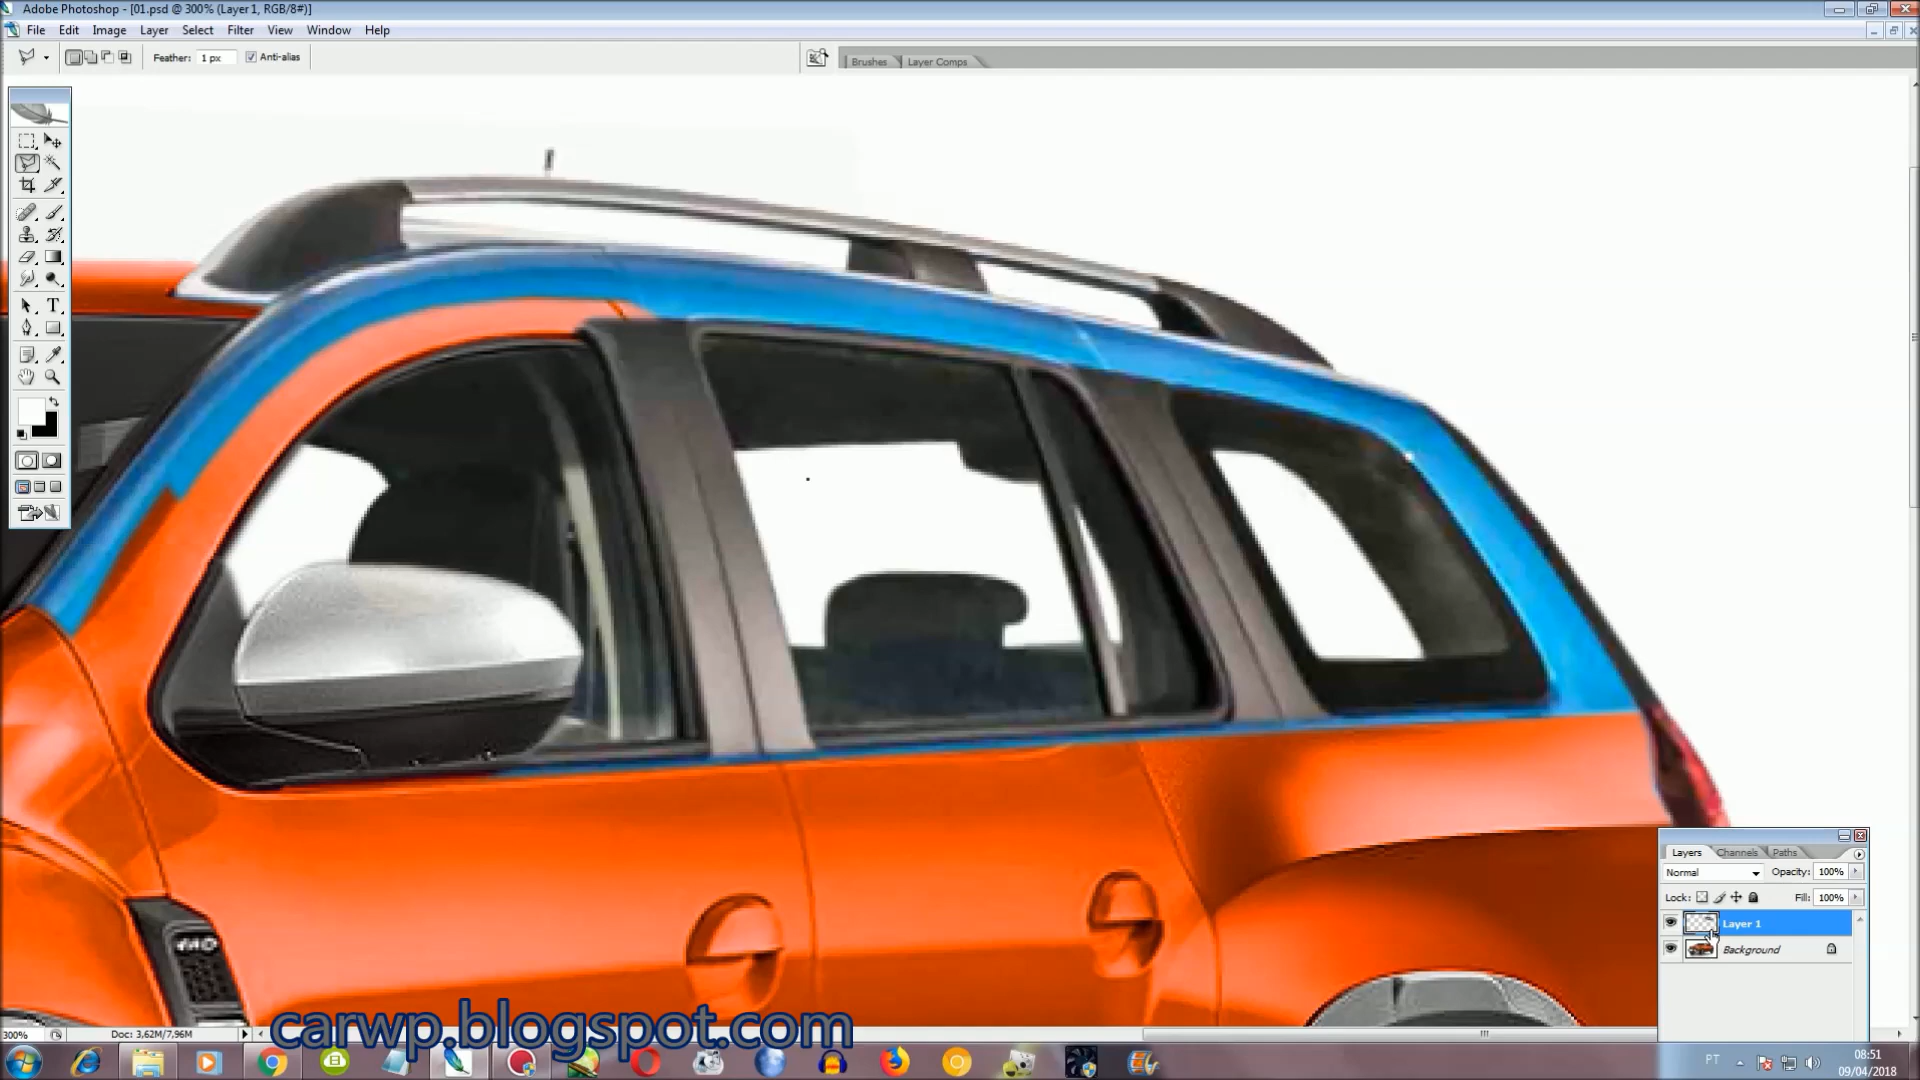 Adobe Photoshop - [01.psd @ 300% (Layer 1, RGB/8#)]
File Edit Image Layer Select Filter View Window Help
Feather: 1 px Anti-alias
Brushes Layer Comps
T
Layers Channels Paths
Normal Opacity: 100%
Lock: Fill: 100%
Layer 1
Background
300% Doc: 3,62M/7,96M
carwp.blogspot.com
PT
08:51
09/04/2018